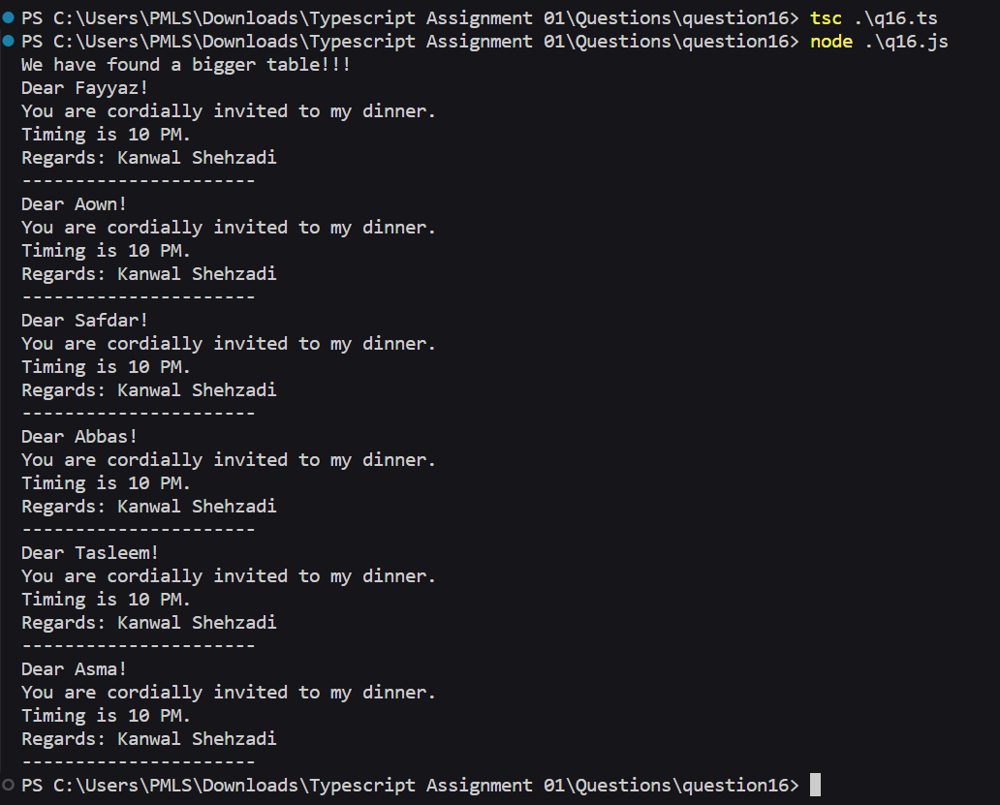 PS C:\Users\PMLS\Downloads\Typescript Assignment 01\Questions\question16> tsc .\q16.ts
PS C:\Users\PMLS\Downloads\Typescript Assignment 01\Questions\question16> node .\q16.js
We have found a bigger table!!!
Dear Fayyaz!
You are cordially invited to my dinner.
Timing is 10 PM.
Regards: Kanwal Shehzadi
----------------------
Dear Aown!
You are cordially invited to my dinner.
Timing is 10 PM.
Regards: Kanwal Shehzadi
----------------------
Dear Safdar!
You are cordially invited to my dinner.
Timing is 10 PM.
Regards: Kanwal Shehzadi
----------------------
Dear Abbas!
You are cordially invited to my dinner.
Timing is 10 PM.
Regards: Kanwal Shehzadi
----------------------
Dear Tasleem!
You are cordially invited to my dinner.
Timing is 10 PM.
Regards: Kanwal Shehzadi
----------------------
Dear Asma!
You are cordially invited to my dinner.
Timing is 10 PM.
Regards: Kanwal Shehzadi
----------------------
PS C:\Users\PMLS\Downloads\Typescript Assignment 01\Questions\question16>